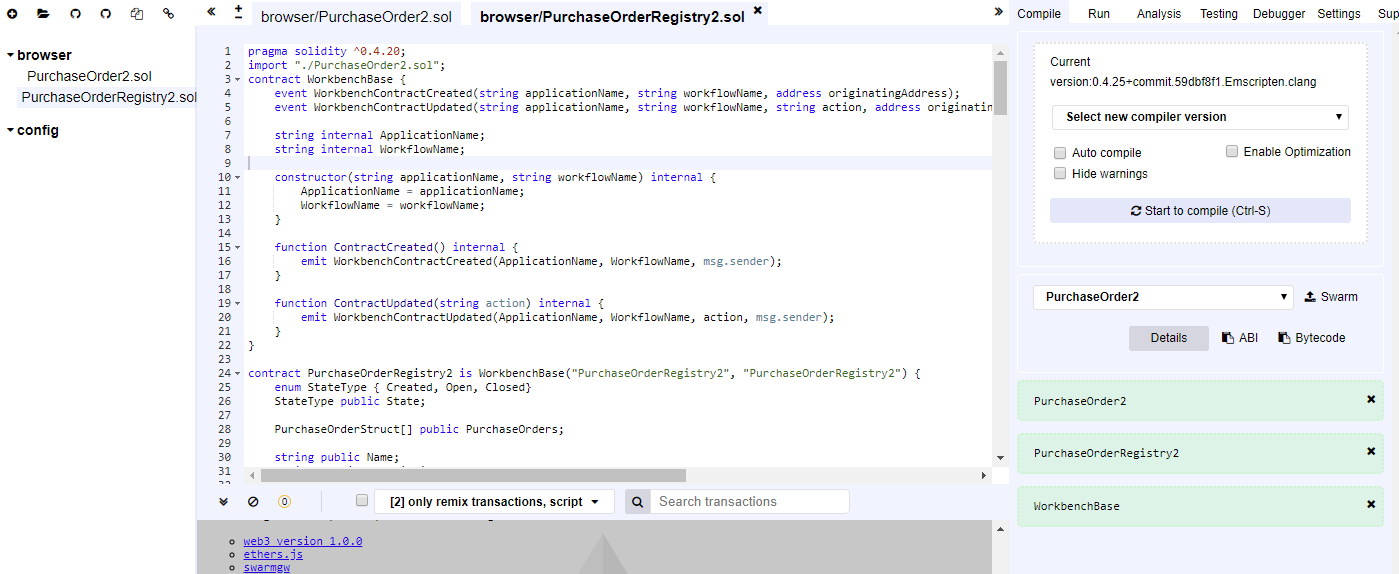 browser/PurchaseOrder2.sol
browser/PurchaseOrderRegistry2.sol
Compile
Run
Analysis
Testing
Debugger
Settings
Sup
browser
PurchaseOrder2.sol
PurchaseOrderRegistry2.sol
config
1 pragma solidity ^0.4.20;
2 import "./PurchaseOrder2.sol";
3 contract WorkbenchBase {
4     event WorkbenchContractCreated(string applicationName, string workflowName, address originatingAddress);
5     event WorkbenchContractUpdated(string applicationName, string workflowName, string action, address originatin
6
7     string internal ApplicationName;
8     string internal WorkflowName;
9
10     constructor(string applicationName, string workflowName) internal {
11         ApplicationName = applicationName;
12         WorkflowName = workflowName;
13     }
14
15     function ContractCreated() internal {
16         emit WorkbenchContractCreated(ApplicationName, WorkflowName, msg.sender);
17     }
18
19     function ContractUpdated(string action) internal {
20         emit WorkbenchContractUpdated(ApplicationName, WorkflowName, action, msg.sender);
21     }
22 }
23
24 contract PurchaseOrderRegistry2 is WorkbenchBase("PurchaseOrderRegistry2", "PurchaseOrderRegistry2") {
25     enum StateType { Created, Open, Closed}
26     StateType public State;
27
28     PurchaseOrderStruct[] public PurchaseOrders;
29
30     string public Name;
31
0
[2] only remix transactions, script
Search transactions
web3 version 1.0.0
ethers.js
swarmgw
Current
version:0.4.25+commit.59dbf8f1.Emscripten.clang
Select new compiler version
Auto compile
Enable Optimization
Hide warnings
Start to compile (Ctrl-S)
PurchaseOrder2
Swarm
Details
ABI
Bytecode
PurchaseOrder2
PurchaseOrderRegistry2
WorkbenchBase